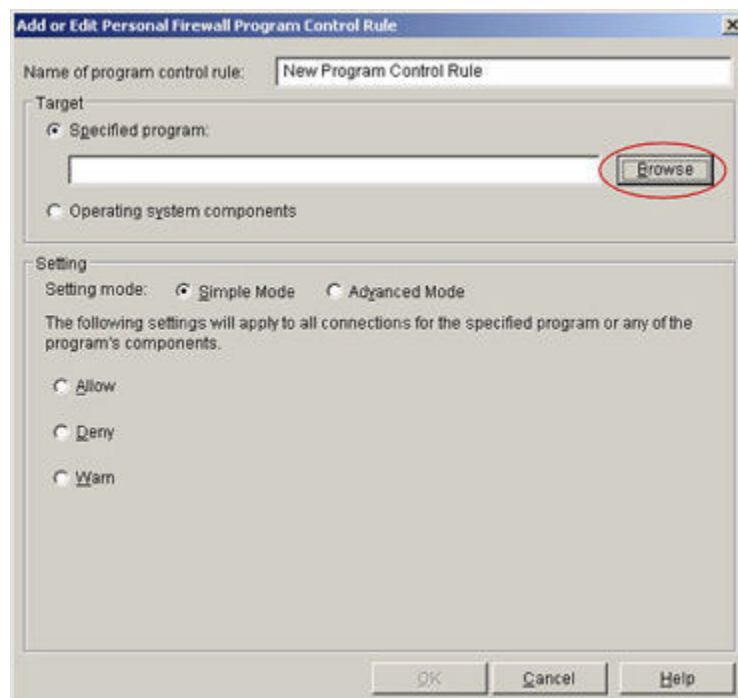 Add or Edit Personal Firewall Program Control Rule
Name of program control rule: New Program Control Rule
Target
Specified program:
Browse
Operating system components
Setting
Setting mode: Simple Mode Advanced Mode
The following settings will apply to all connections for the specified program or any of the
program's components.
Allow
Deny
Warn
OK Cancel Help